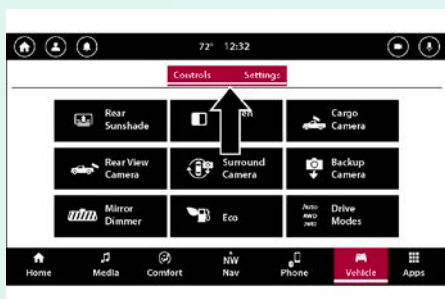 72° 12:32
Controls Settings
Rear
Sunshade
Cargo
Camera
Rear View
Camera
Surround
Camera
Backup
Camera
Mirror
Dimmer
Eco
Auto
AWD
2WD
Drive
Modes
Home
Media
Comfort
NW
Nav
Phone
Vehicle
Apps